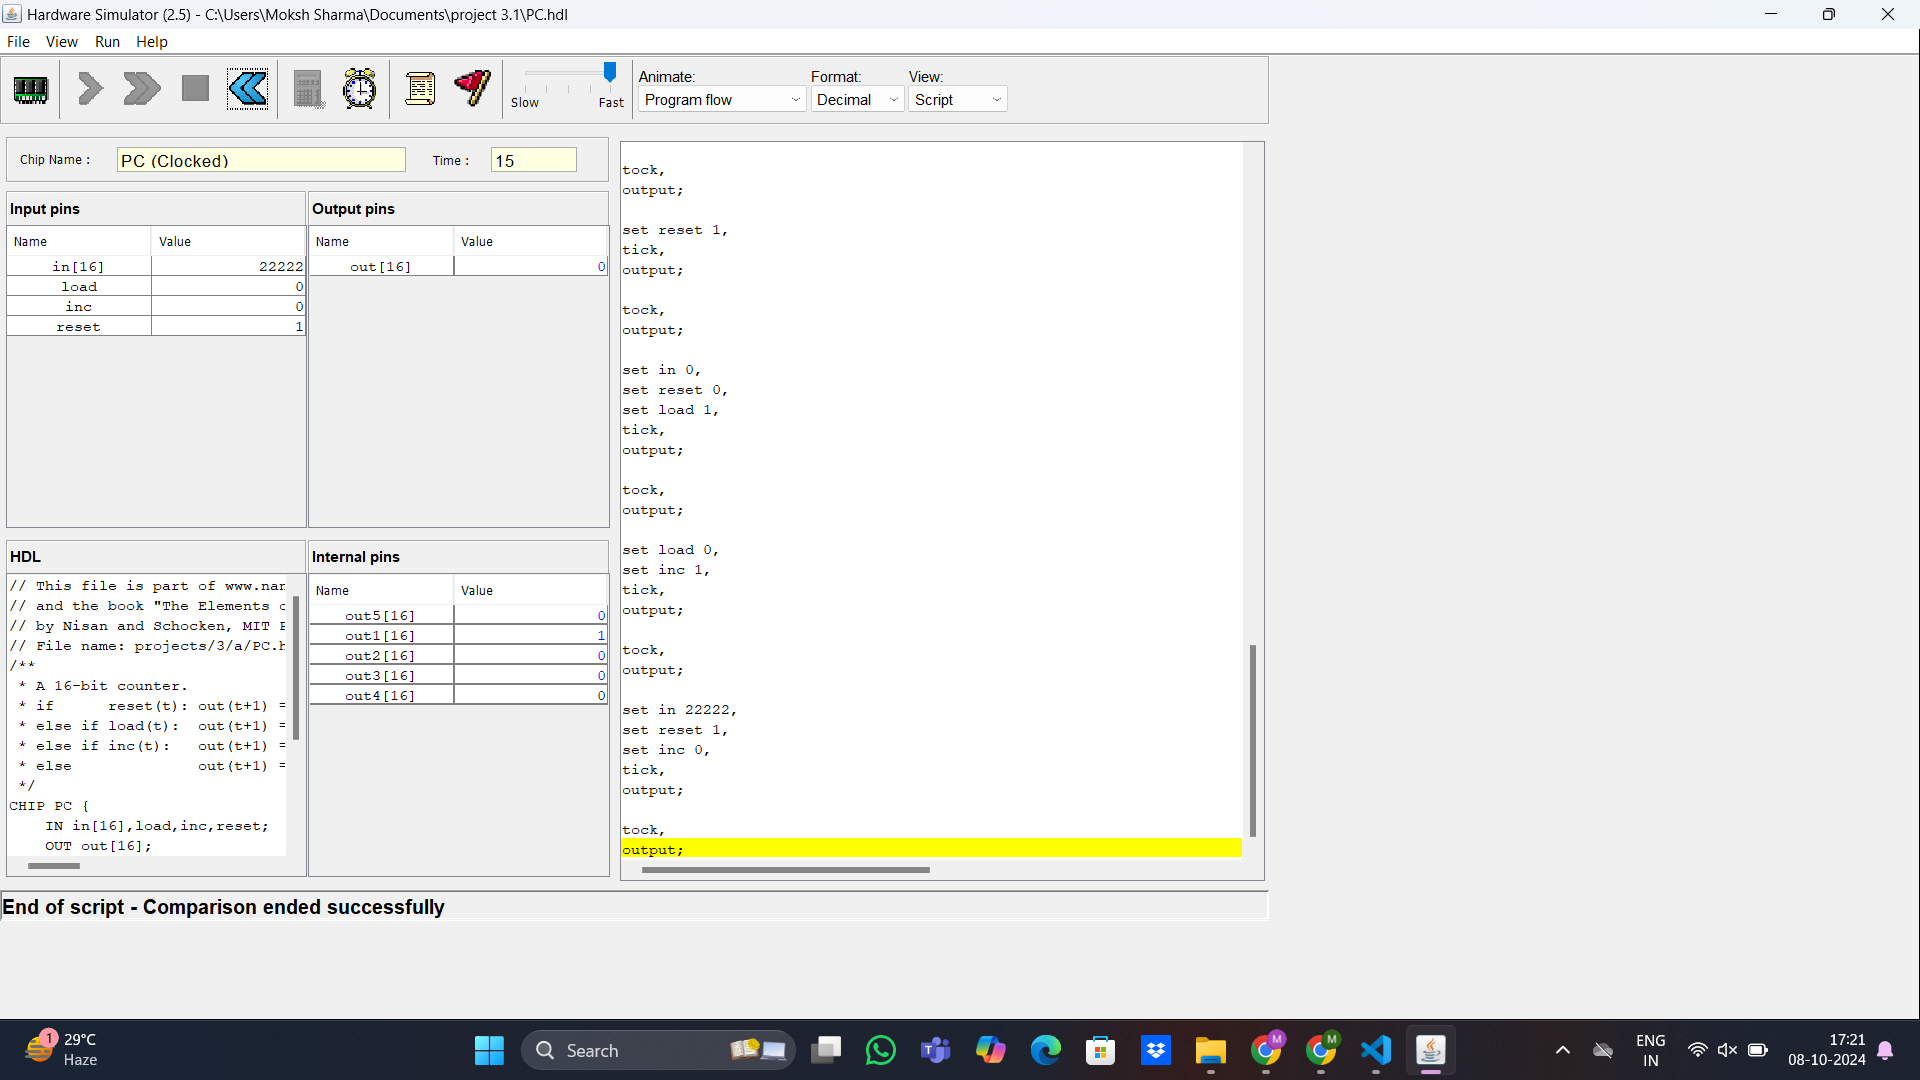 Hardware Simulator (2.5) - C:\Users\Moksh Sharma\Documents\project 3.1\PC.hdl
File View Run Help
Slow Fast
Animate: Format: View:
Program flow Decimal Script
Chip Name : PC (Clocked) Time : 15
Input pins
Name Value
in[16] 22222
load 0
inc 0
reset 1
Output pins
Name Value
out[16] 0
HDL
// This file is part of www.nan
// and the book "The Elements o
// by Nisan and Schocken, MIT P
// File name: projects/3/a/PC.h
/**
* A 16-bit counter.
* if reset(t): out(t+1) =
* else if load(t): out(t+1) =
* else if inc(t): out(t+1) =
* else out(t+1) =
*/
CHIP PC {
IN in[16],load,inc,reset;
OUT out[16];
Internal pins
Name Value
out5[16] 0
out1[16] 1
out2[16] 0
out3[16] 0
out4[16] 0
tock,
output;
set reset 1,
tick,
output;
tock,
output;
set in 0,
set reset 0,
set load 1,
tick,
output;
tock,
output;
set load 0,
set inc 1,
tick,
output;
tock,
output;
set in 22222,
set reset 1,
set inc 0,
tick,
output;
tock,
output;
End of script - Comparison ended successfully
1
29°C
Haze
Search
M
M
ENG
IN
17:21
08-10-2024